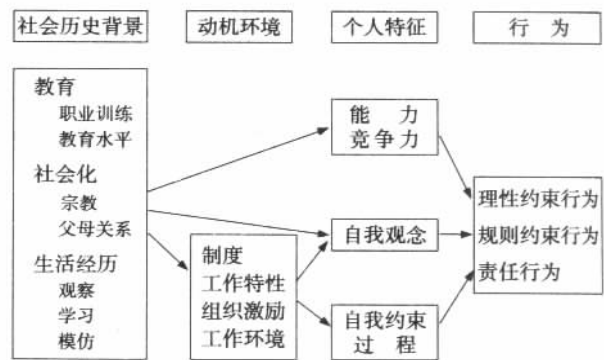 社会历史背景
动机环境
个人特征
行 为
教育
职业训练
教育水平
社会化
宗教
父母关系
生活经历
观察
学习
模仿
制度
工作特性
组织激励
工作环境
能 力
竞争力
自我观念
自我约束
过 程
理性约束行为
规则约束行为
责任行为